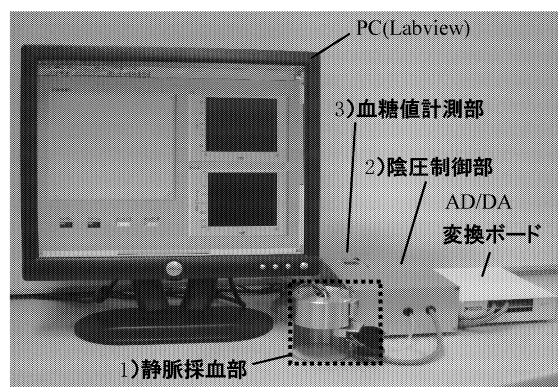 PC(Labview)
3)血糖値計測部
2)陰圧制御部
AD/DA
変換ボード
1)静脈採血部